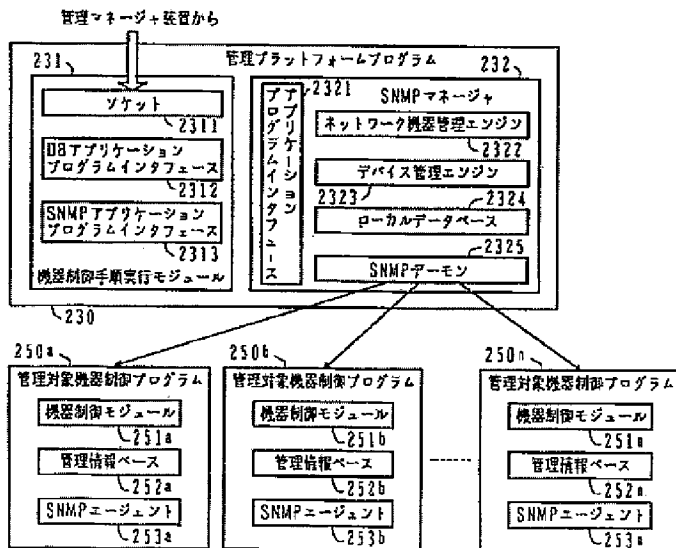 管理マネージャ装置から
管理プラットフォームプログラム
231
ソケット
2311
DBアプリケーション
プログラムインタフェース
2312
SNMPアプリケーション
プログラムインタフェース
2313
機器制御手順実行モジュール
230
232
2321
アプリケーション
プログラムインタフェース
SNMPマネージャ
ネットワーク機器管理エンジン
2322
デバイス管理エンジン
2323
2324
ローカルデータベース
2325
SNMPデーモン
250a
管理対象機器制御プログラム
機器制御モジュール
251a
管理情報ベース
252a
SNMPエージェント
253a
250b
管理対象機器制御プログラム
機器制御モジュール
251b
管理情報ベース
252b
SNMPエージェント
253b
250n
管理対象機器制御プログラム
機器制御モジュール
251n
管理情報ベース
252n
SNMPエージェント
253n